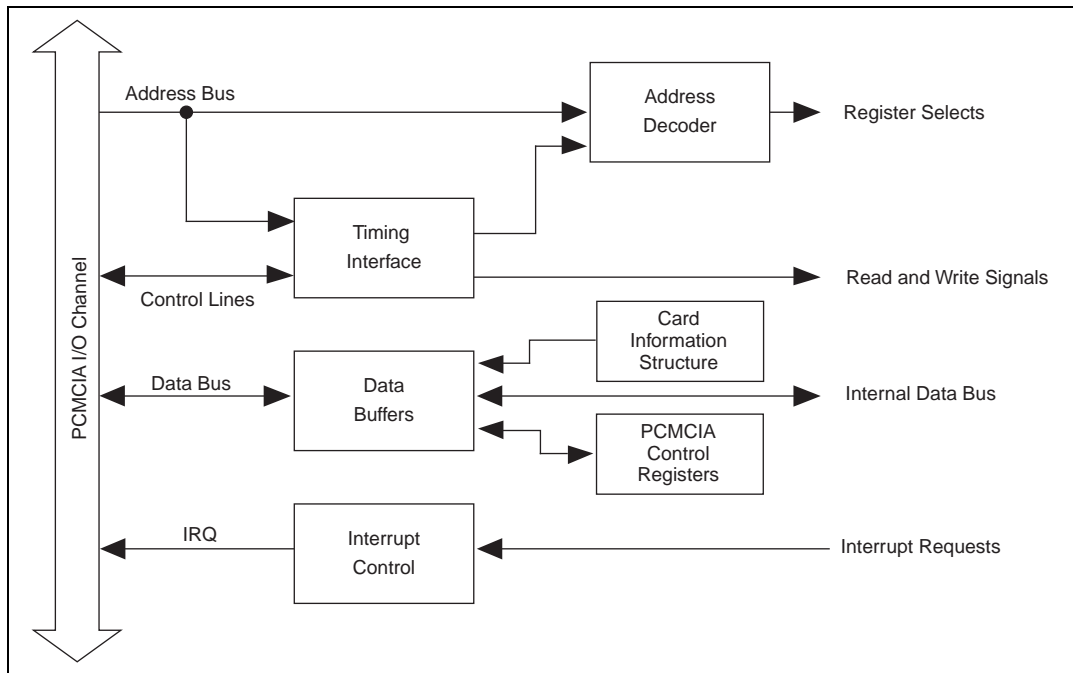 PCMCIA I/O Channel
Address Bus
Address
Decoder
Register Selects
Timing
Interface
Control Lines
Read and Write Signals
Card
Information
Structure
Data Bus
Data
Buffers
Internal Data Bus
PCMCIA
Control
Registers
IRQ
Interrupt
Control
Interrupt Requests